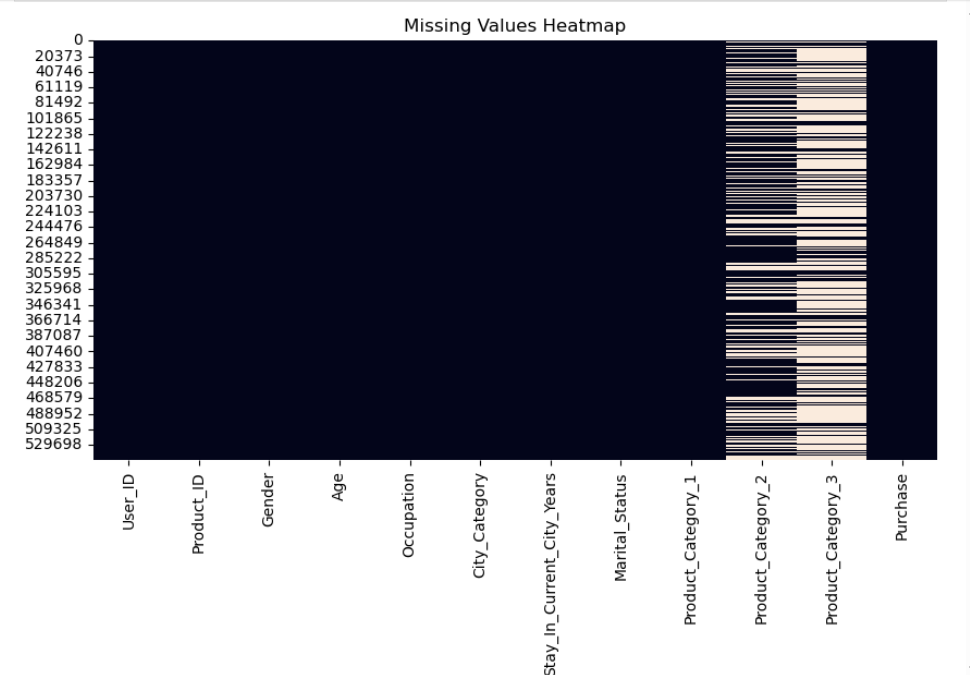 Missing Values Heatmap
0
20373
40746
61119
81492
101865
122238
142611
162984
183357
203730
224103
244476
264849
285222
305595
325968
346341
366714
387087
407460
427833
448206
468579
488952
509325
529698
User_ID
Product_ID
Gender
Age
Occupation
City_Category
Stay_In_Current_City_Years
Marital_Status
Product_Category_1
Product_Category_2
Product_Category_3
Purchase